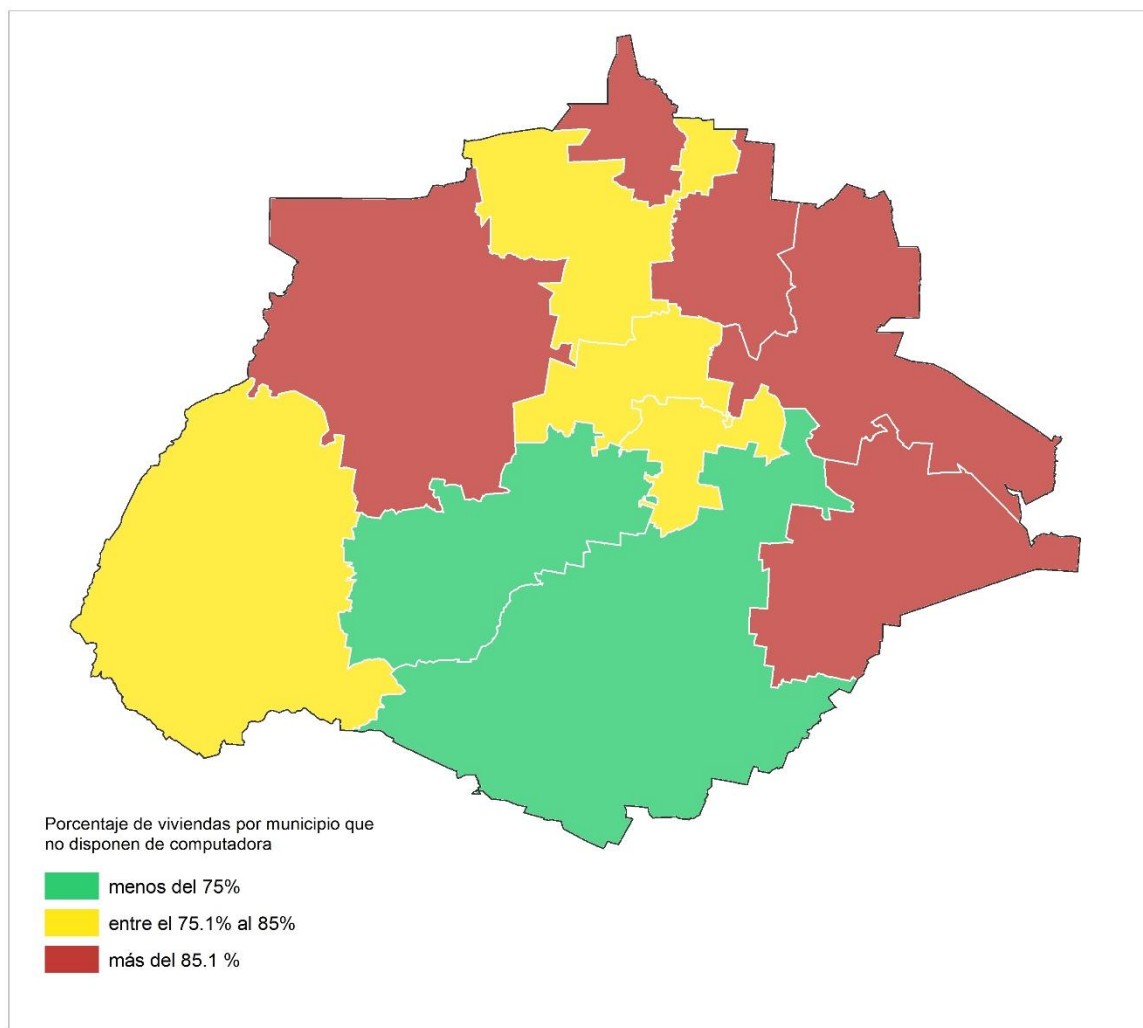 Porcentaje de viviendas por municipio que
no disponen de computadora
menos del 75%
entre el 75.1% al 85%
más del 85.1 %